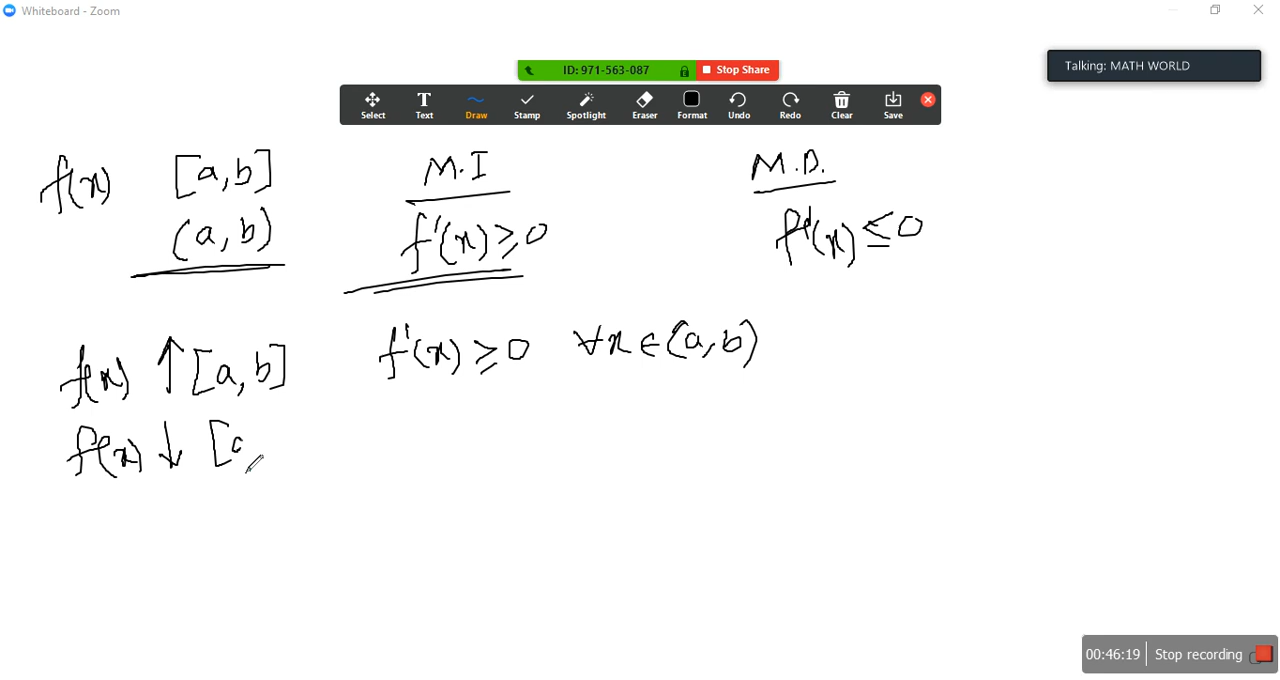 Whiteboard - Zoom
ID: 971-563-087 Stop Share
Talking: MATH WORLD
Select Text Draw Stamp Spotlight Eraser Format Undo Redo Clear Save
f(x) [a,b] M.I M.D.
(a,b) f'(x)≥0 f'(x)≤0
f(x) ↑ [a,b] f'(x)≥0 ∀x∈(a,b)
f(x) ↓ [a
00:46:19 Stop recording